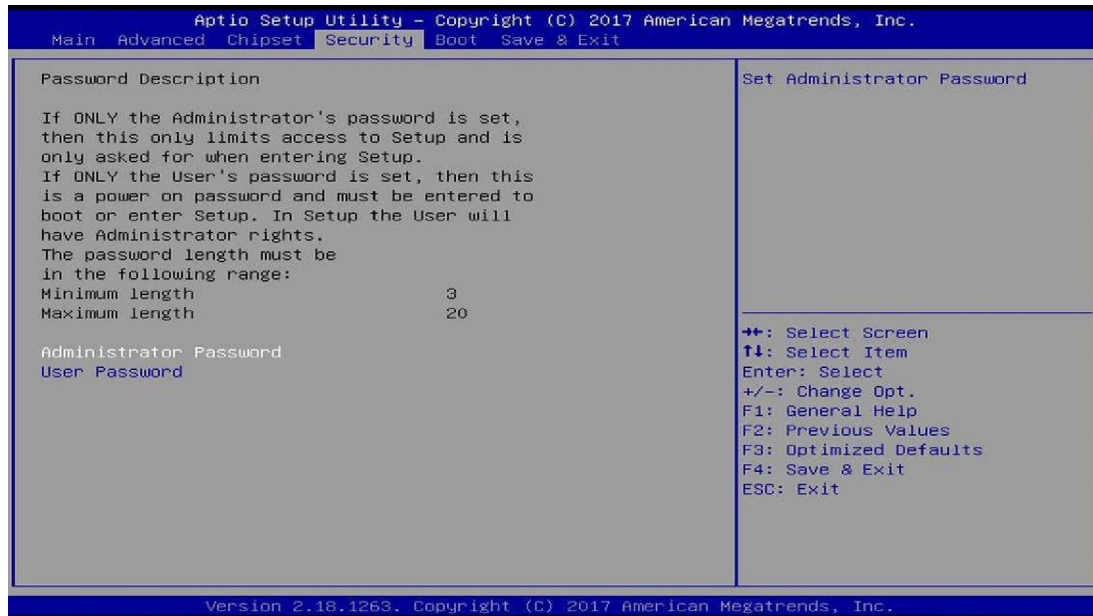 Aptio Setup Utility – Copyright (C) 2017 American Megatrends, Inc.
Main Advanced Chipset Security Boot Save & Exit
Password Description
If ONLY the Administrator's password is set,
then this only limits access to Setup and is
only asked for when entering Setup.
If ONLY the User's password is set, then this
is a power on password and must be entered to
boot or enter Setup. In Setup the User will
have Administrator rights.
The password length must be
in the following range:
Minimum length 3
Maximum length 20
Administrator Password
User Password
Set Administrator Password
→←: Select Screen
↑↓: Select Item
Enter: Select
+/-: Change Opt.
F1: General Help
F2: Previous Values
F3: Optimized Defaults
F4: Save & Exit
ESC: Exit
Version 2.18.1263. Copyright (C) 2017 American Megatrends, Inc.